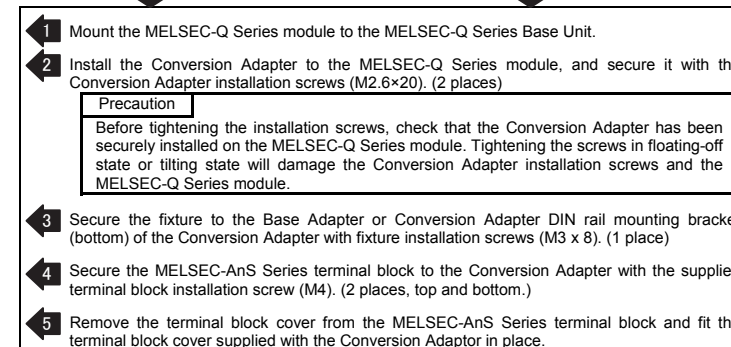 1 Mount the MELSEC-Q Series module to the MELSEC-Q Series Base Unit.
2 Install the Conversion Adapter to the MELSEC-Q Series module, and secure it with th
Conversion Adapter installation screws (M2.6×20). (2 places)
Precaution
Before tightening the installation screws, check that the Conversion Adapter has been
securely installed on the MELSEC-Q Series module. Tightening the screws in floating-off
state or tilting state will damage the Conversion Adapter installation screws and the
MELSEC-Q Series module.
3 Secure the fixture to the Base Adapter or Conversion Adapter DIN rail mounting bracke
(bottom) of the Conversion Adapter with fixture installation screws (M3 x 8). (1 place)
4 Secure the MELSEC-AnS Series terminal block to the Conversion Adapter with the supplie
terminal block installation screw (M4). (2 places, top and bottom.)
5 Remove the terminal block cover from the MELSEC-AnS Series terminal block and fit th
terminal block cover supplied with the Conversion Adaptor in place.